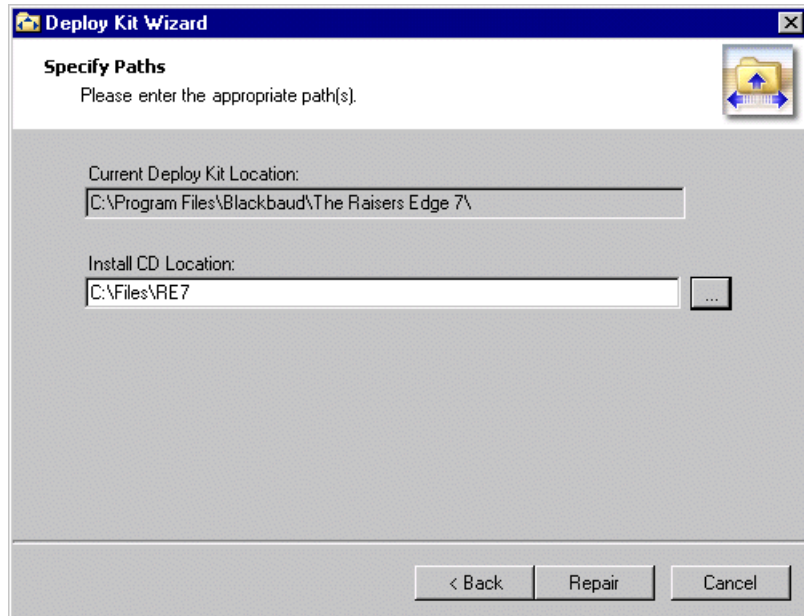 Deploy Kit Wizard
Specify Paths
Please enter the appropriate path(s).
Current Deploy Kit Location:
C:\Program Files\Blackbaud\The Raisers Edge 7\
Install CD Location:
C:\Files\RE7
...
< Back
Repair
Cancel